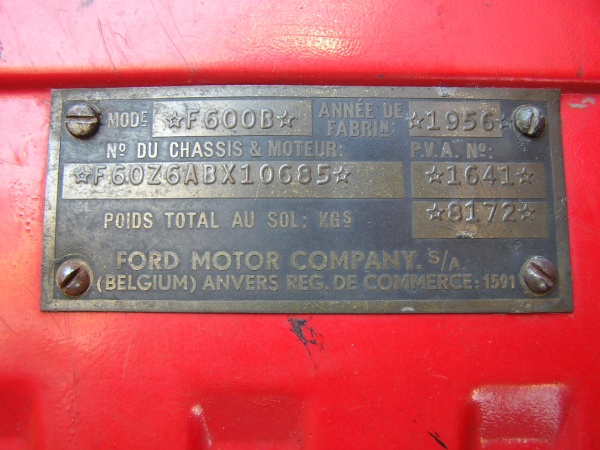 MODE ☆F600B☆ ANNÉE DE FABRIN: ☆1956☆
Nº DU CHASSIS & MOTEUR: P.V.A. Nº:
☆F60Z6ABX10685☆ ☆1641☆
POIDS TOTAL AU SOL: KGS ☆8172☆
FORD MOTOR COMPANY. S/A.
(BELGIUM) ANVERS REG. DE COMMERCE: 1591